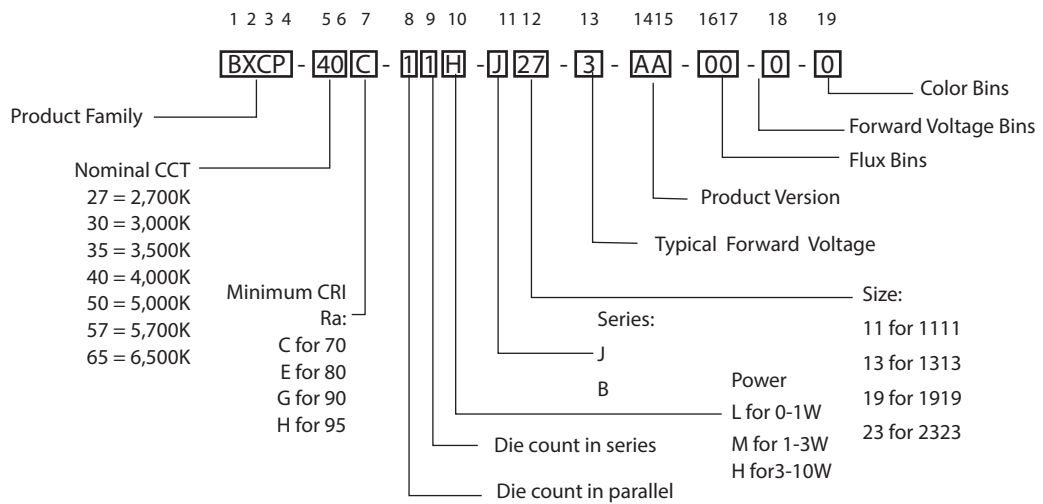 1 2 3 4 5 6 7 8 9 10 11 12 13 1415 1617 18 19
BXCP - 40 C - 1 1 H - J 27 - 3 - AA - 00 - 0 - 0
Color Bins
Product Family
Forward Voltage Bins
Flux Bins
Nominal CCT
27 = 2,700K
30 = 3,000K
35 = 3,500K
40 = 4,000K
50 = 5,000K
57 = 5,700K
65 = 6,500K
Product Version
Typical Forward Voltage
Minimum CRI
Ra:
C for 70
E for 80
G for 90
H for 95
Series:
J
B
Size:
11 for 1111
13 for 1313
19 for 1919
23 for 2323
Power
L for 0-1W
M for 1-3W
H for3-10W
Die count in series
Die count in parallel